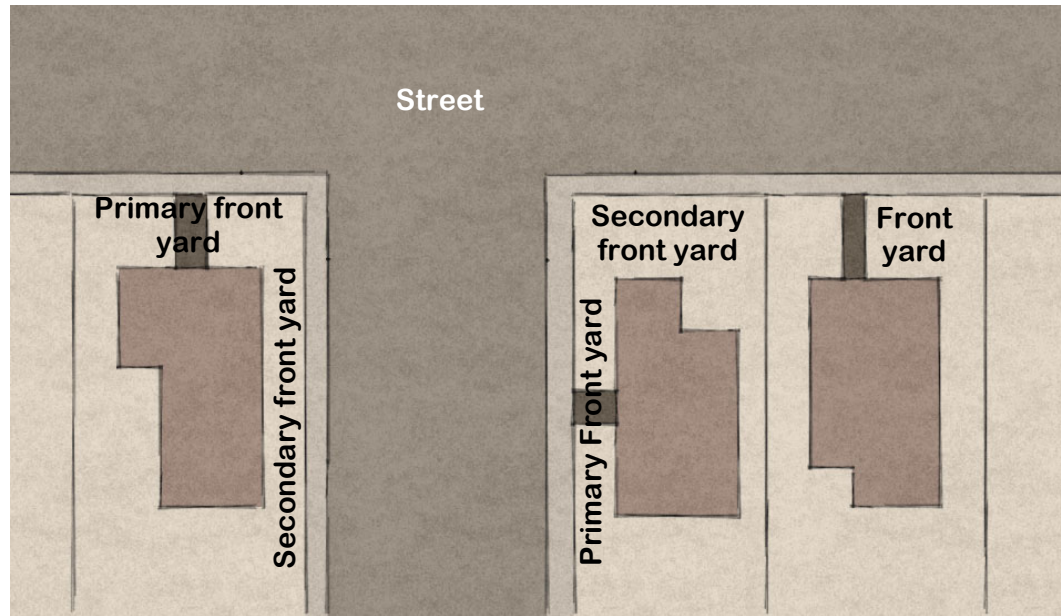 Street
Primary front
yard
Secondary front yard
Secondary
front yard
Primary Front yard
Front
yard